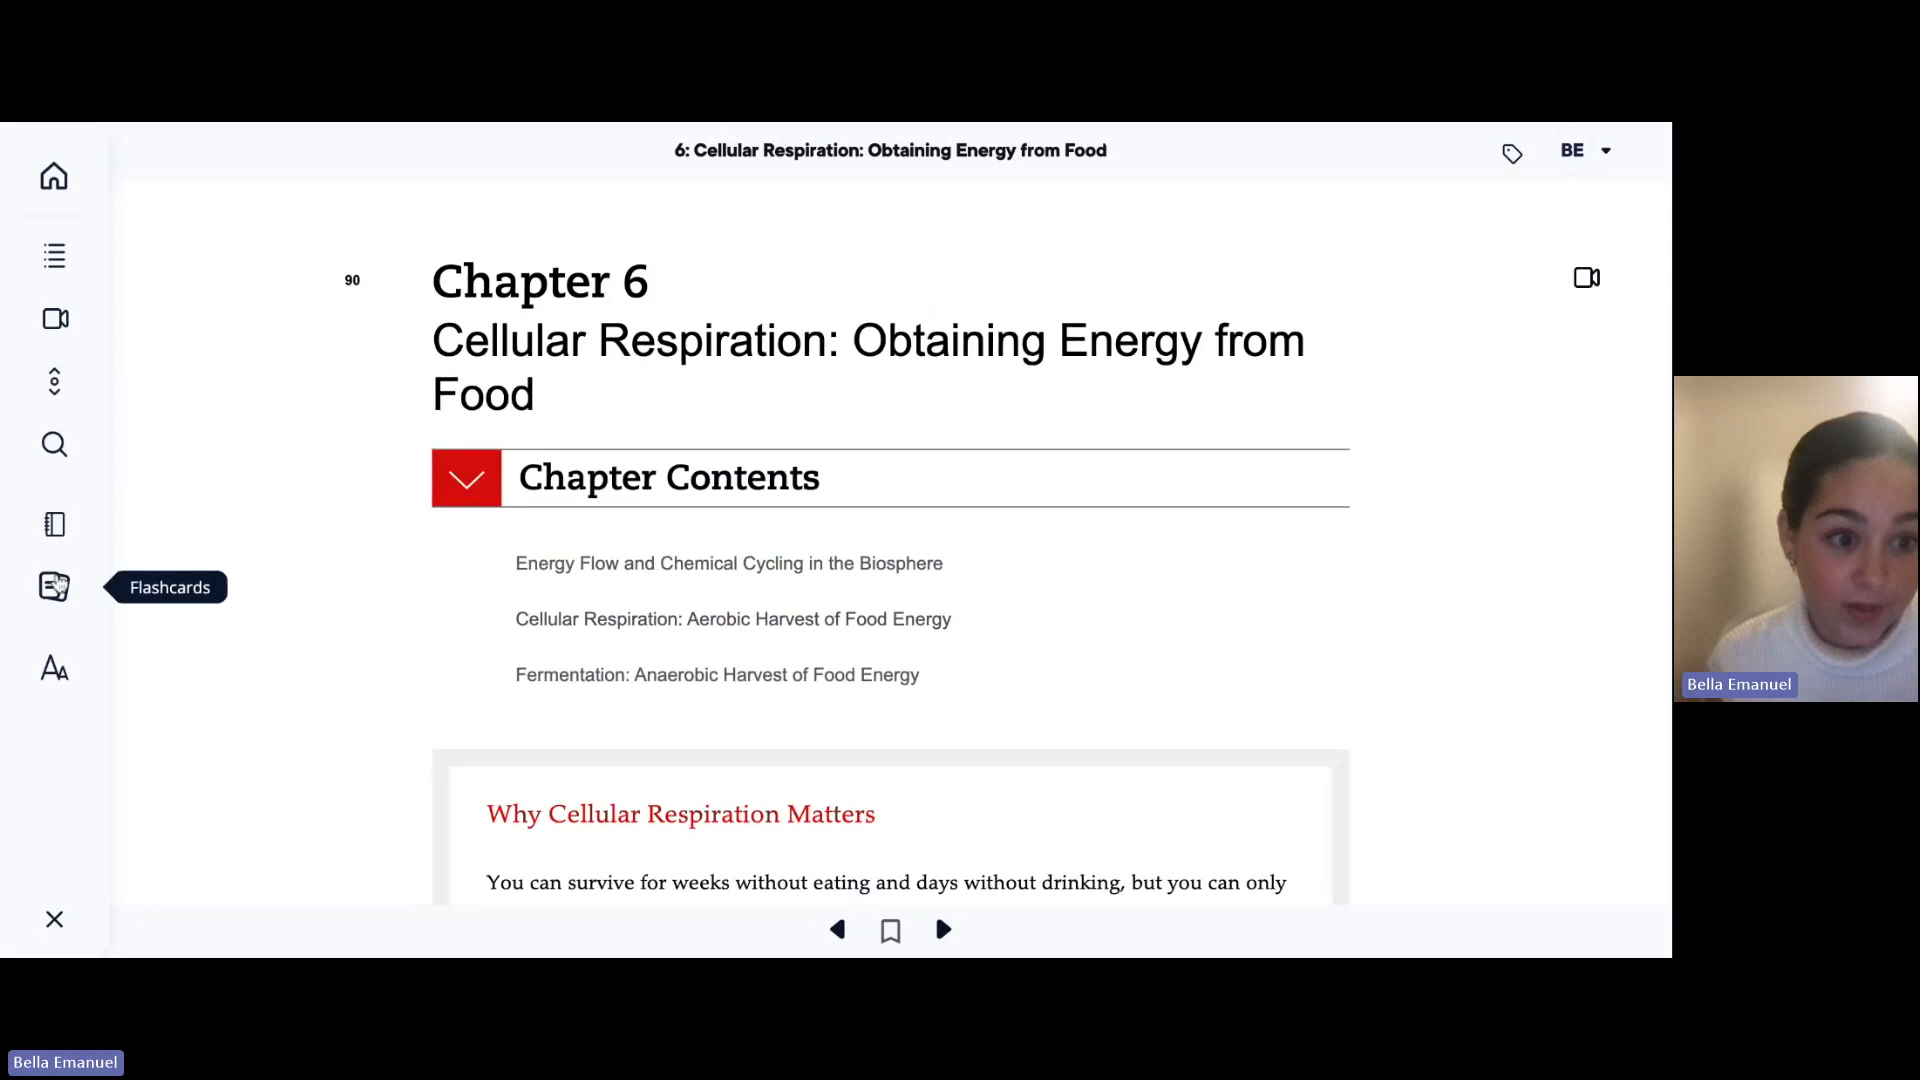 6: Cellular Respiration: Obtaining Energy from Food
BE
90
Chapter 6
Cellular Respiration: Obtaining Energy from
Food
Chapter Contents
Energy Flow and Chemical Cycling in the Biosphere
Flashcards
Cellular Respiration: Aerobic Harvest of Food Energy
Fermentation: Anaerobic Harvest of Food Energy
Why Cellular Respiration Matters
You can survive for weeks without eating and days without drinking, but you can only
Bella Emanuel
Bella Emanuel